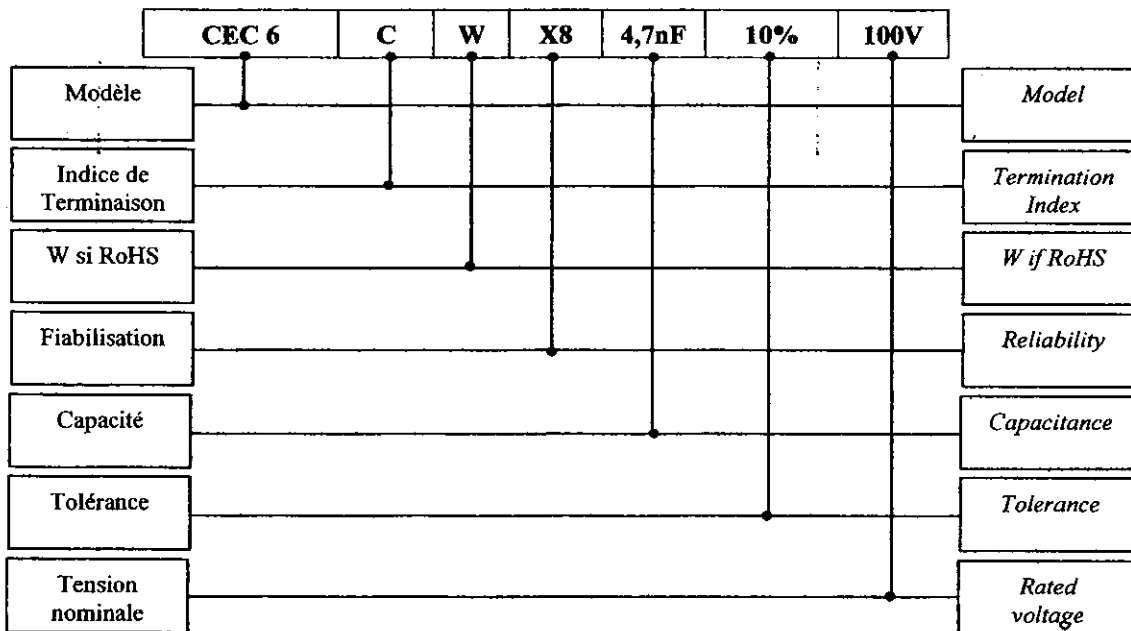 CEC 6 C W X8 4,7nF 10% 100V
Modèle
Model
Indice de
Terminaison
Termination
Index
W si RoHS
W if RoHS
Fiabilisation
Reliability
Capacité
Capacitance
Tolérance
Tolerance
Tension
nominale
Rated
voltage